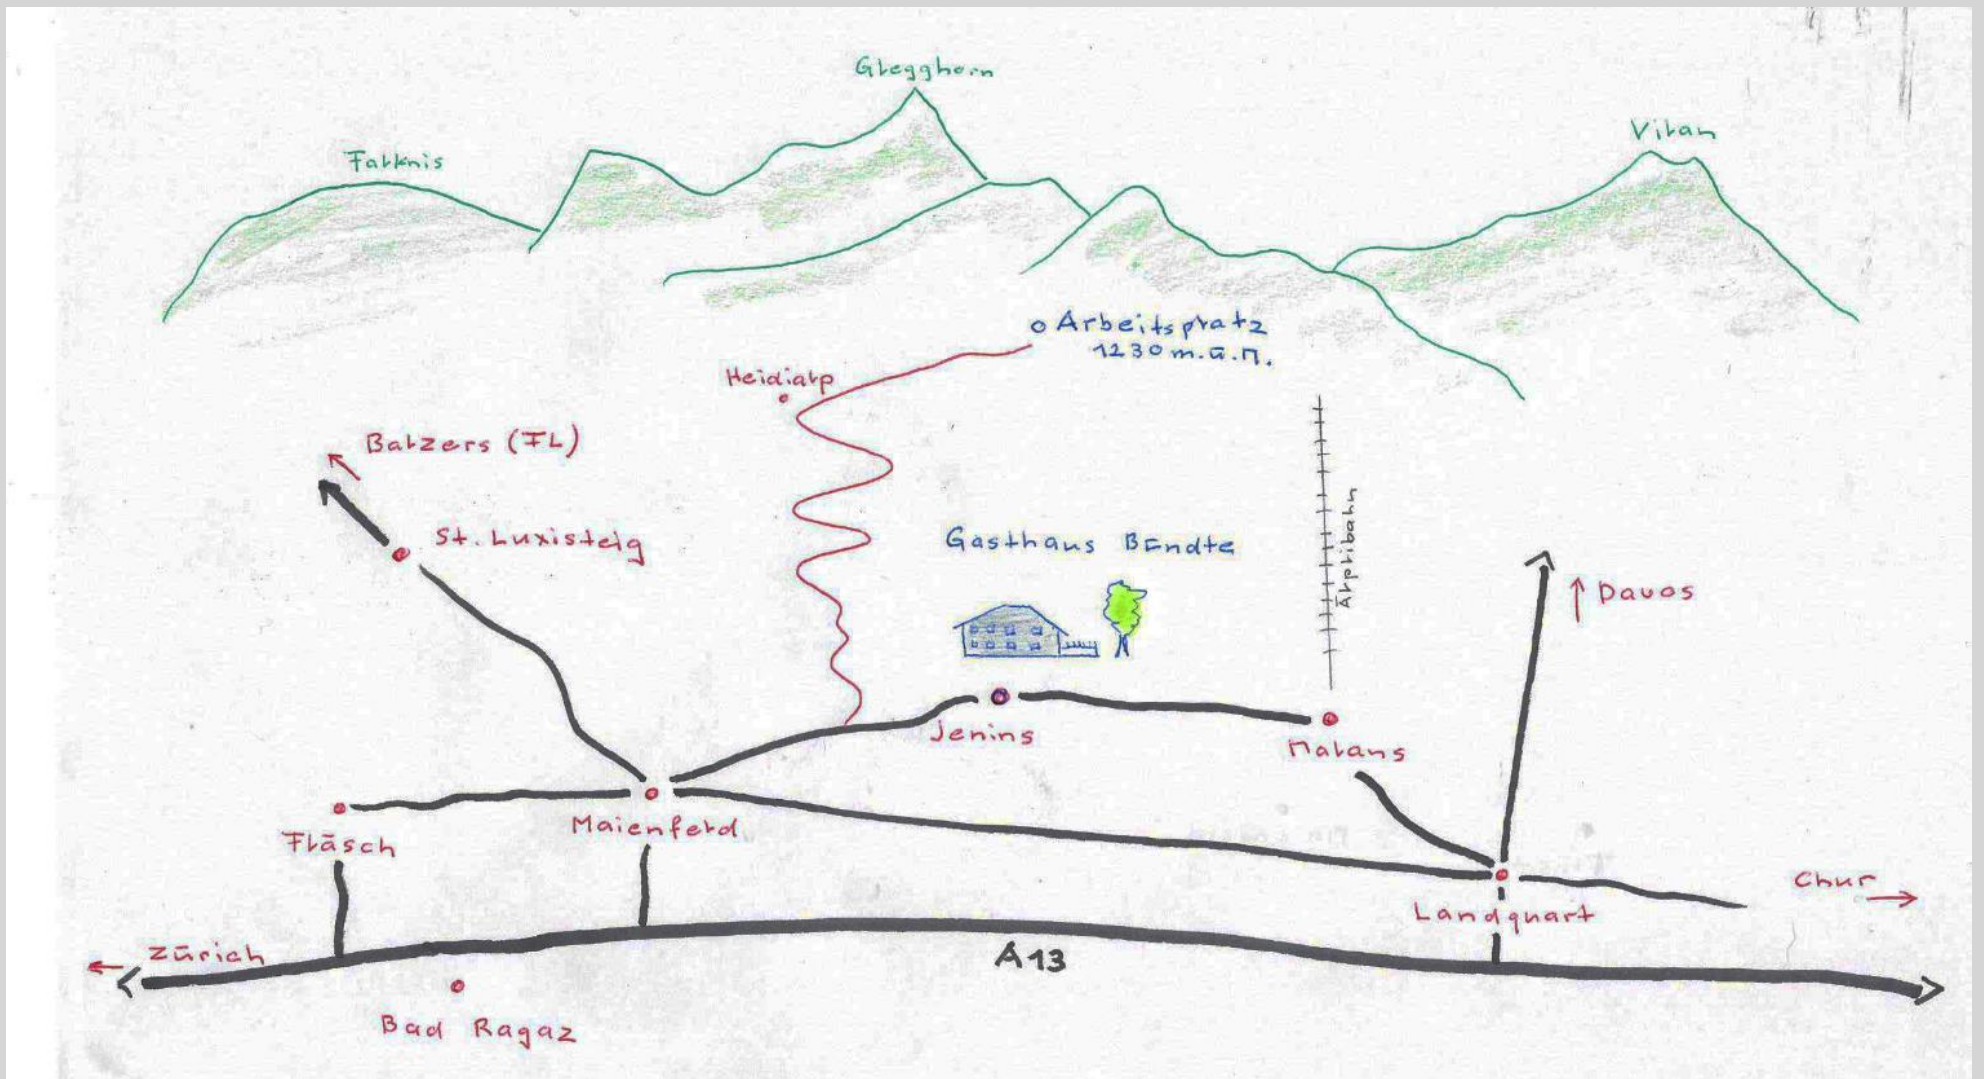 Glegghorn
Vilan
Falknis
Arbeitsplatz
1230 m.ü.M.
Heidialp
Balzers (FL)
St. Luxisteig
Gasthaus Bündte
Älplibahn
Davos
Jenins
Malans
Maienfeld
Fläsch
Chur
Landquart
Zürich
A13
Bad Ragaz